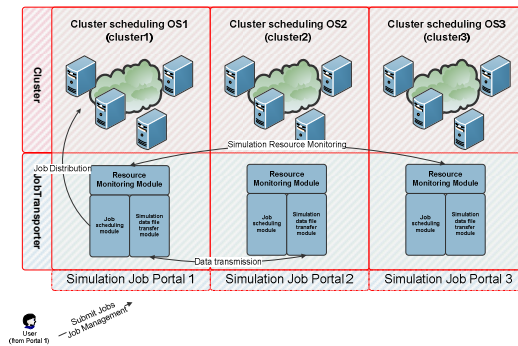 Cluster scheduling OS1
(cluster1)
Cluster scheduling OS2
(cluster2)
Cluster scheduling OS3
(cluster3)
Cluster
Simulation Resource Monitoring
Job Distribution
JobTransporter
Resource
Monitoring Module
Job
scheduling
module
Simulation
data file
transfer
module
Resource
Monitoring Module
Job
scheduling
module
Simulation
data file
transfer
module
Resource
Monitoring Module
Job
scheduling
module
Simulation
data file
transfer
module
Data transmission
Simulation Job Portal 1
Simulation Job Portal 2
Simulation Job Portal 3
Submit Jobs
Job Management
User
(from Portal 1)